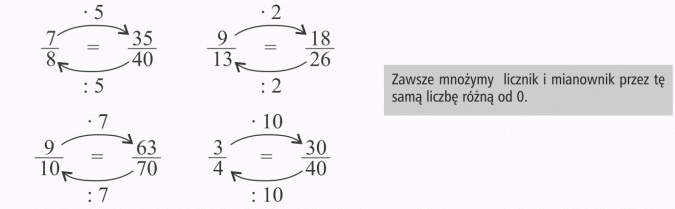 · 5
7/8 = 35/40
: 5
· 2
9/13 = 18/26
: 2
Zawsze mnożymy licznik i mianownik przez tę
samą liczbę różną od 0.
· 7
9/10 = 63/70
: 7
· 10
3/4 = 30/40
: 10